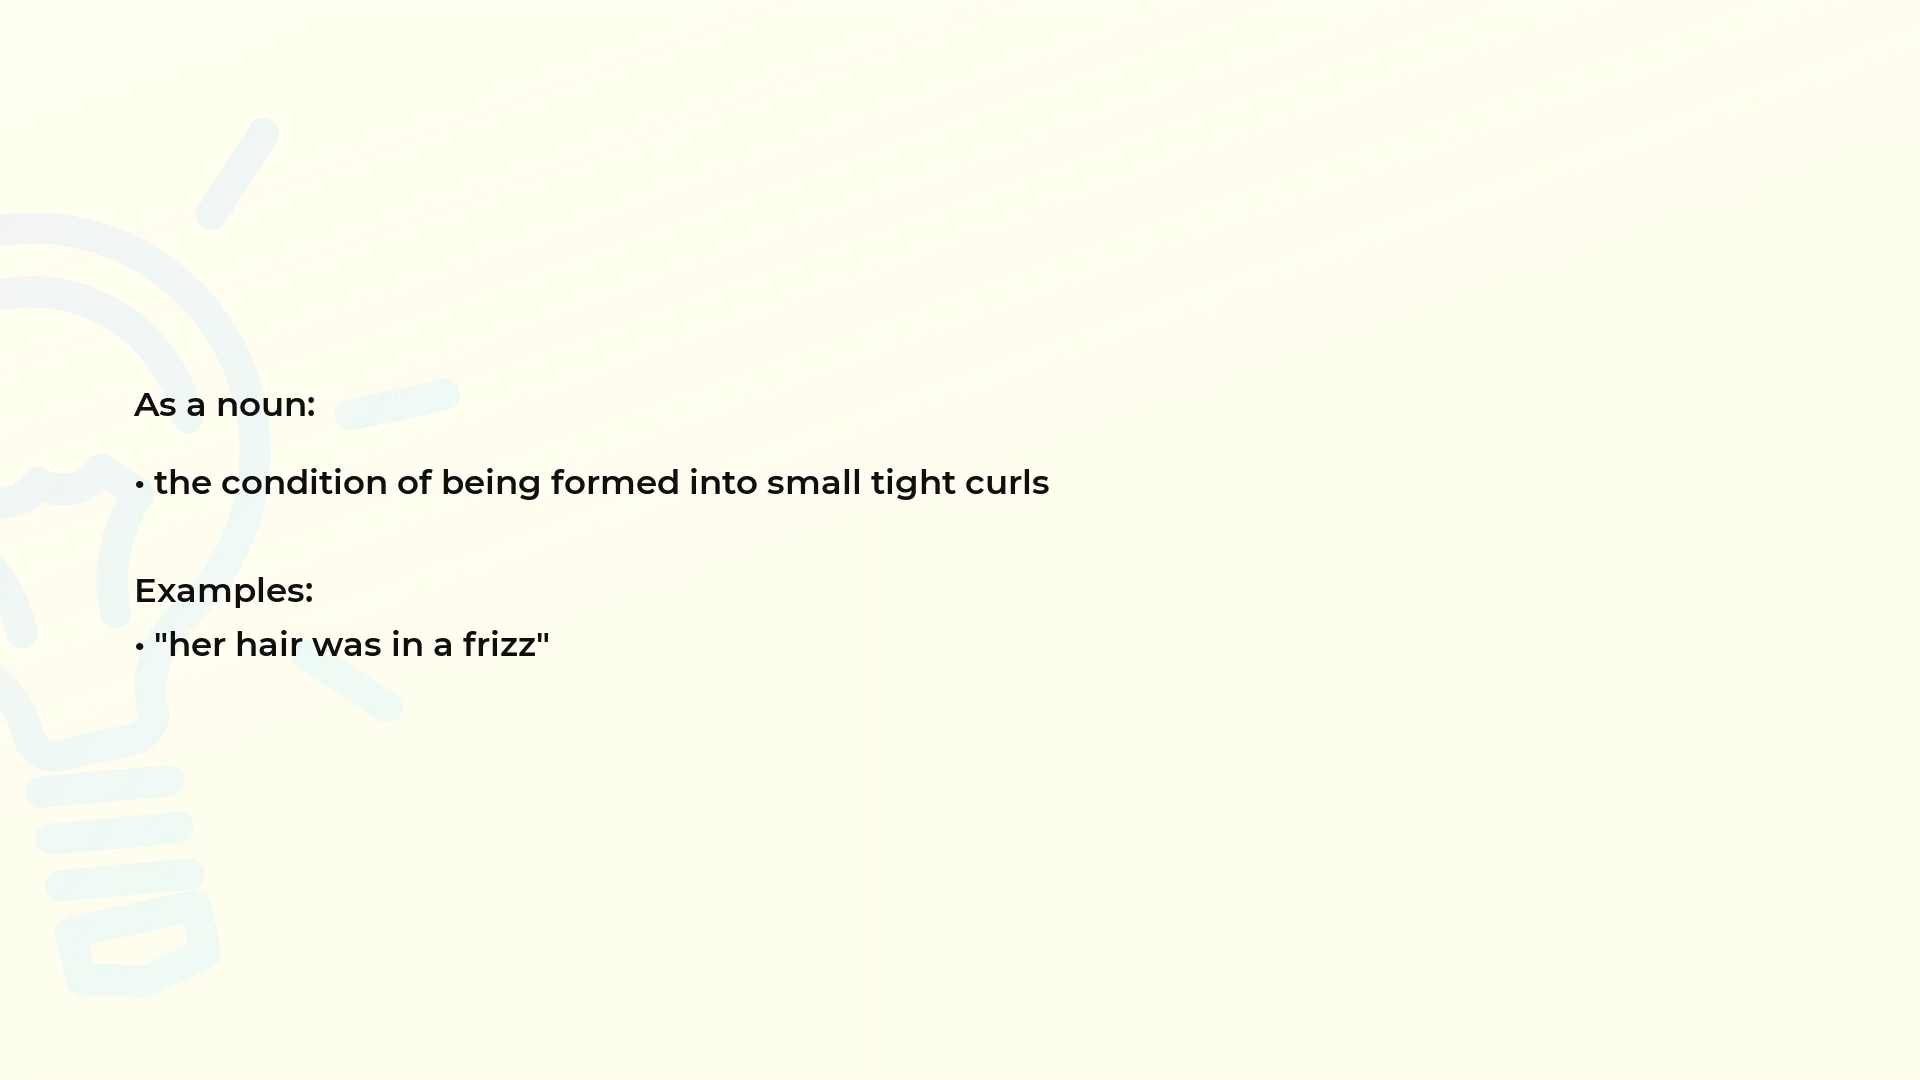 As a noun:
• the condition of being formed into small tight curls
Examples:
• "her hair was in a frizz"